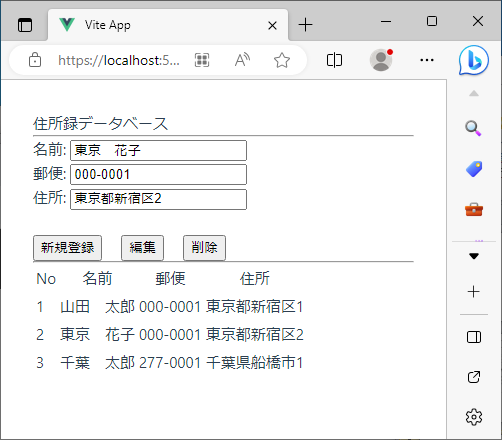 Vite App
https://localhost:5...
住所録データベース
名前: 東京　花子
郵便: 000-0001
住所: 東京都新宿区2
新規登録 編集 削除
No 名前 郵便 住所
1 山田　太郎 000-0001 東京都新宿区1
2 東京　花子 000-0001 東京都新宿区2
3 千葉　太郎 277-0001 千葉県船橋市1